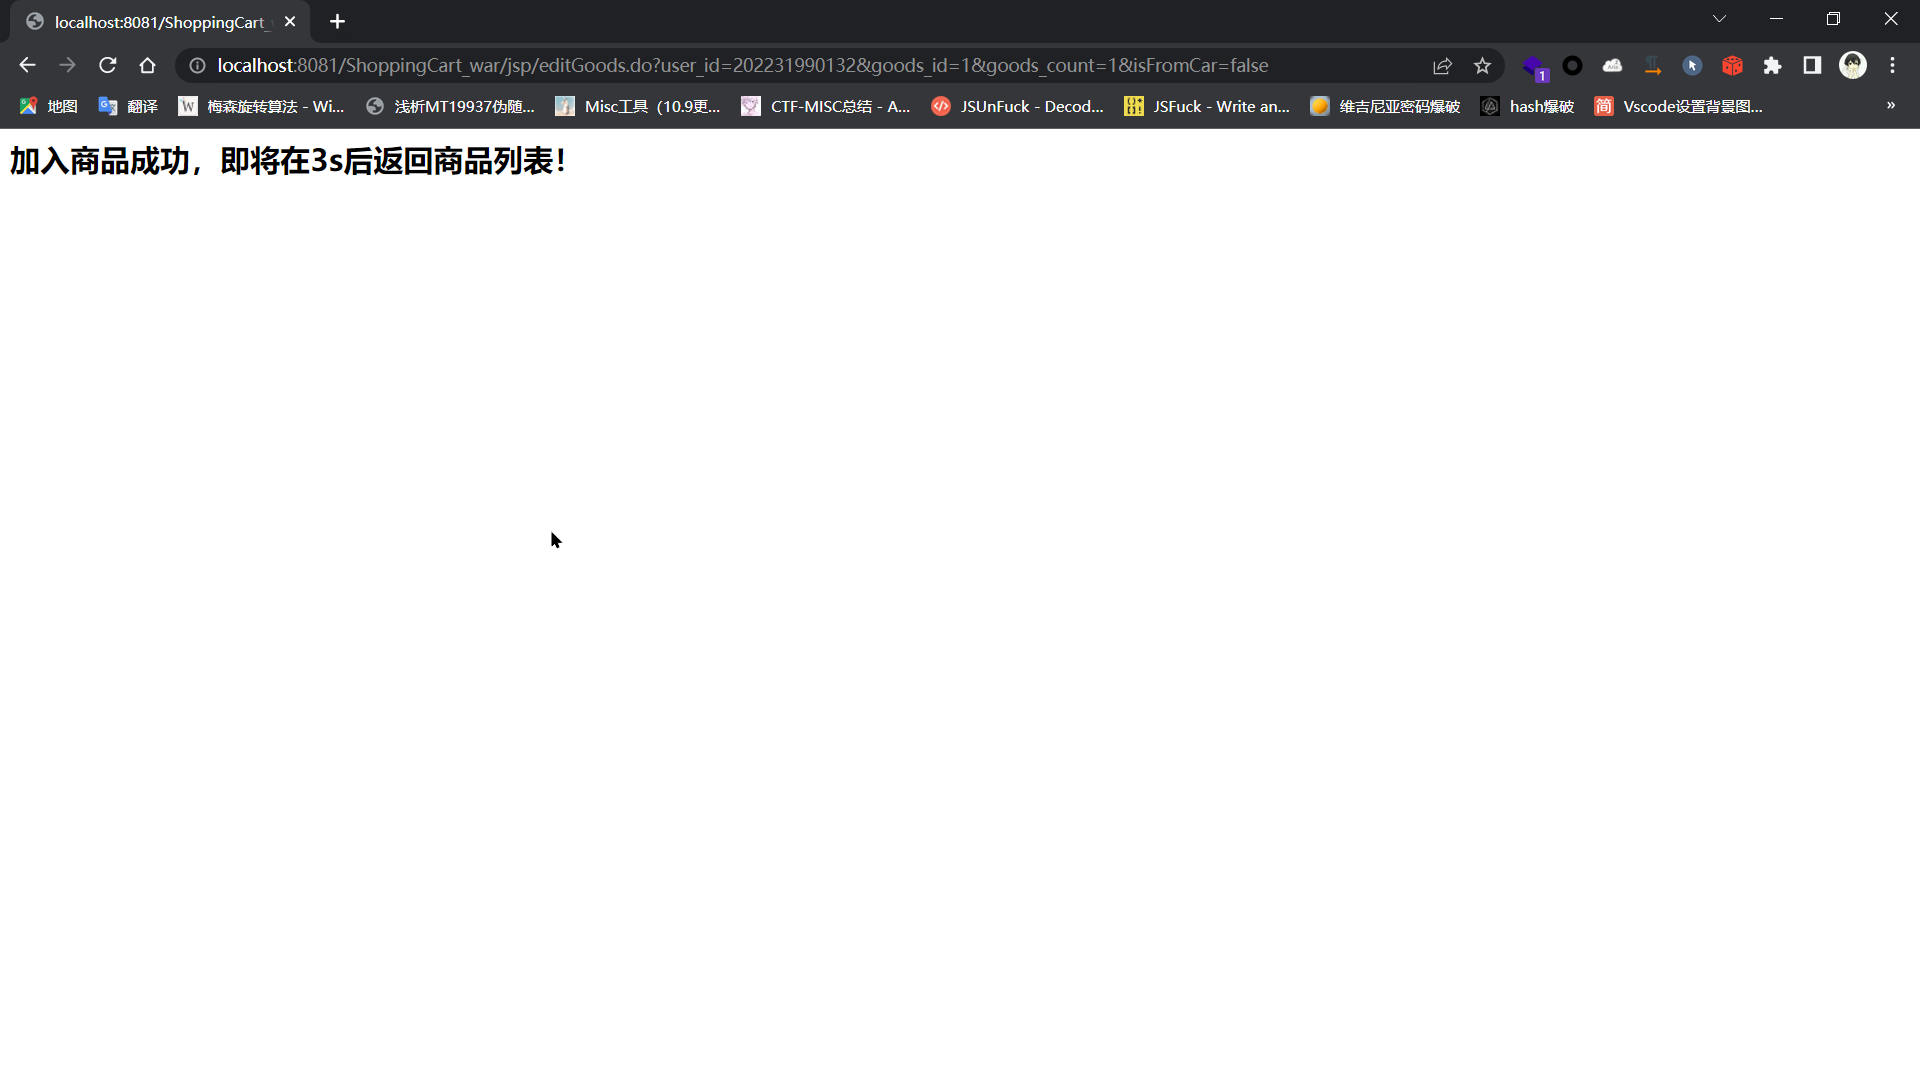 localhost:8081/ShoppingCart_
localhost:8081/ShoppingCart_war/jsp/editGoods.do?user_id=202231990132&goods_id=1&goods_count=1&isFromCar=false
1
地图 翻译 W 梅森旋转算法 - Wi... 浅析MT19937伪随... Misc工具（10.9更... CTF-MISC总结 - A... JSUnFuck - Decod... JSFuck - Write an... 维吉尼亚密码爆破 hash爆破 简 Vscode设置背景图... »
加入商品成功，即将在3s后返回商品列表！